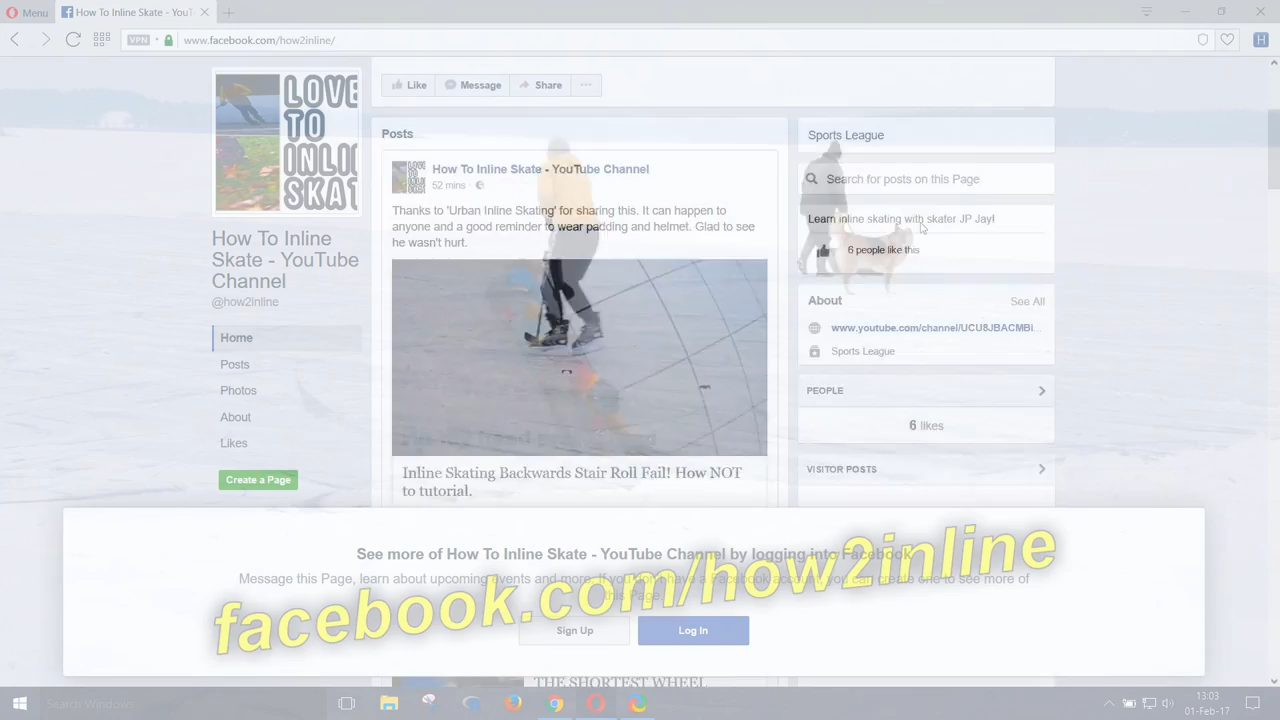 Menu
How To Inline Skate - YouT
VPN
www.facebook.com/how2inline/
H
LOVE
TO
INLI
SKAT
How To Inline
Skate - YouTube
Channel
@how2inline
Home
Posts
Photos
About
Likes
Create a Page
Like
Message
Share
Posts
How To Inline Skate - YouTube Channel
52 mins
Thanks to 'Urban Inline Skating' for sharing this. It can happen to
anyone and a good reminder to wear padding and helmet. Glad to see
he wasn't hurt.
Inline Skating Backwards Stair Roll Fail! How NOT
to tutorial.
Sports League
Search for posts on this Page
Learn inline skating with skater JP Jay!
6 people like this
About
See All
www.youtube.com/channel/UCU8JBACMBi...
Sports League
PEOPLE
6 likes
VISITOR POSTS
See more of How To Inline Skate - YouTube Channel by logging into Facebook
Message this Page, learn about upcoming events and more. If you don't have a Facebook account, you can create one to see more of
this Page.
facebook.com/how2inline
Sign Up
Log In
THE SHORTEST WHEEL
Search Windows
13:03
01-Feb-17